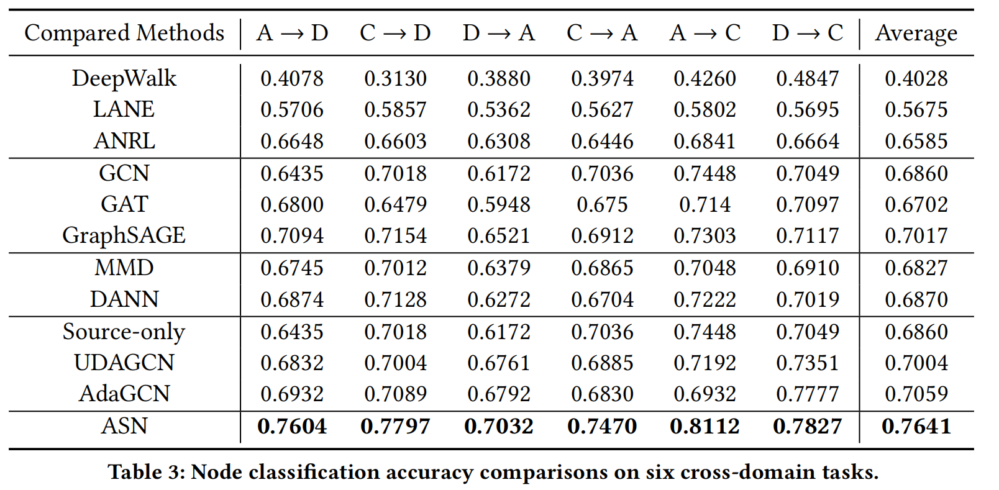 Compared Methods A → D C → D D → A C → A A → C D → C Average
DeepWalk 0.4078 0.3130 0.3880 0.3974 0.4260 0.4847 0.4028
LANE 0.5706 0.5857 0.5362 0.5627 0.5802 0.5695 0.5675
ANRL 0.6648 0.6603 0.6308 0.6446 0.6841 0.6664 0.6585
GCN 0.6435 0.7018 0.6172 0.7036 0.7448 0.7049 0.6860
GAT 0.6800 0.6479 0.5948 0.675 0.714 0.7097 0.6702
GraphSAGE 0.7094 0.7154 0.6521 0.6912 0.7303 0.7117 0.7017
MMD 0.6745 0.7012 0.6379 0.6865 0.7048 0.6910 0.6827
DANN 0.6874 0.7128 0.6272 0.6704 0.7222 0.7019 0.6870
Source-only 0.6435 0.7018 0.6172 0.7036 0.7448 0.7049 0.6860
UDAGCN 0.6832 0.7004 0.6761 0.6885 0.7192 0.7351 0.7004
AdaGCN 0.6932 0.7089 0.6792 0.6830 0.6932 0.7777 0.7059
ASN 0.7604 0.7797 0.7032 0.7470 0.8112 0.7827 0.7641
Table 3: Node classification accuracy comparisons on six cross-domain tasks.